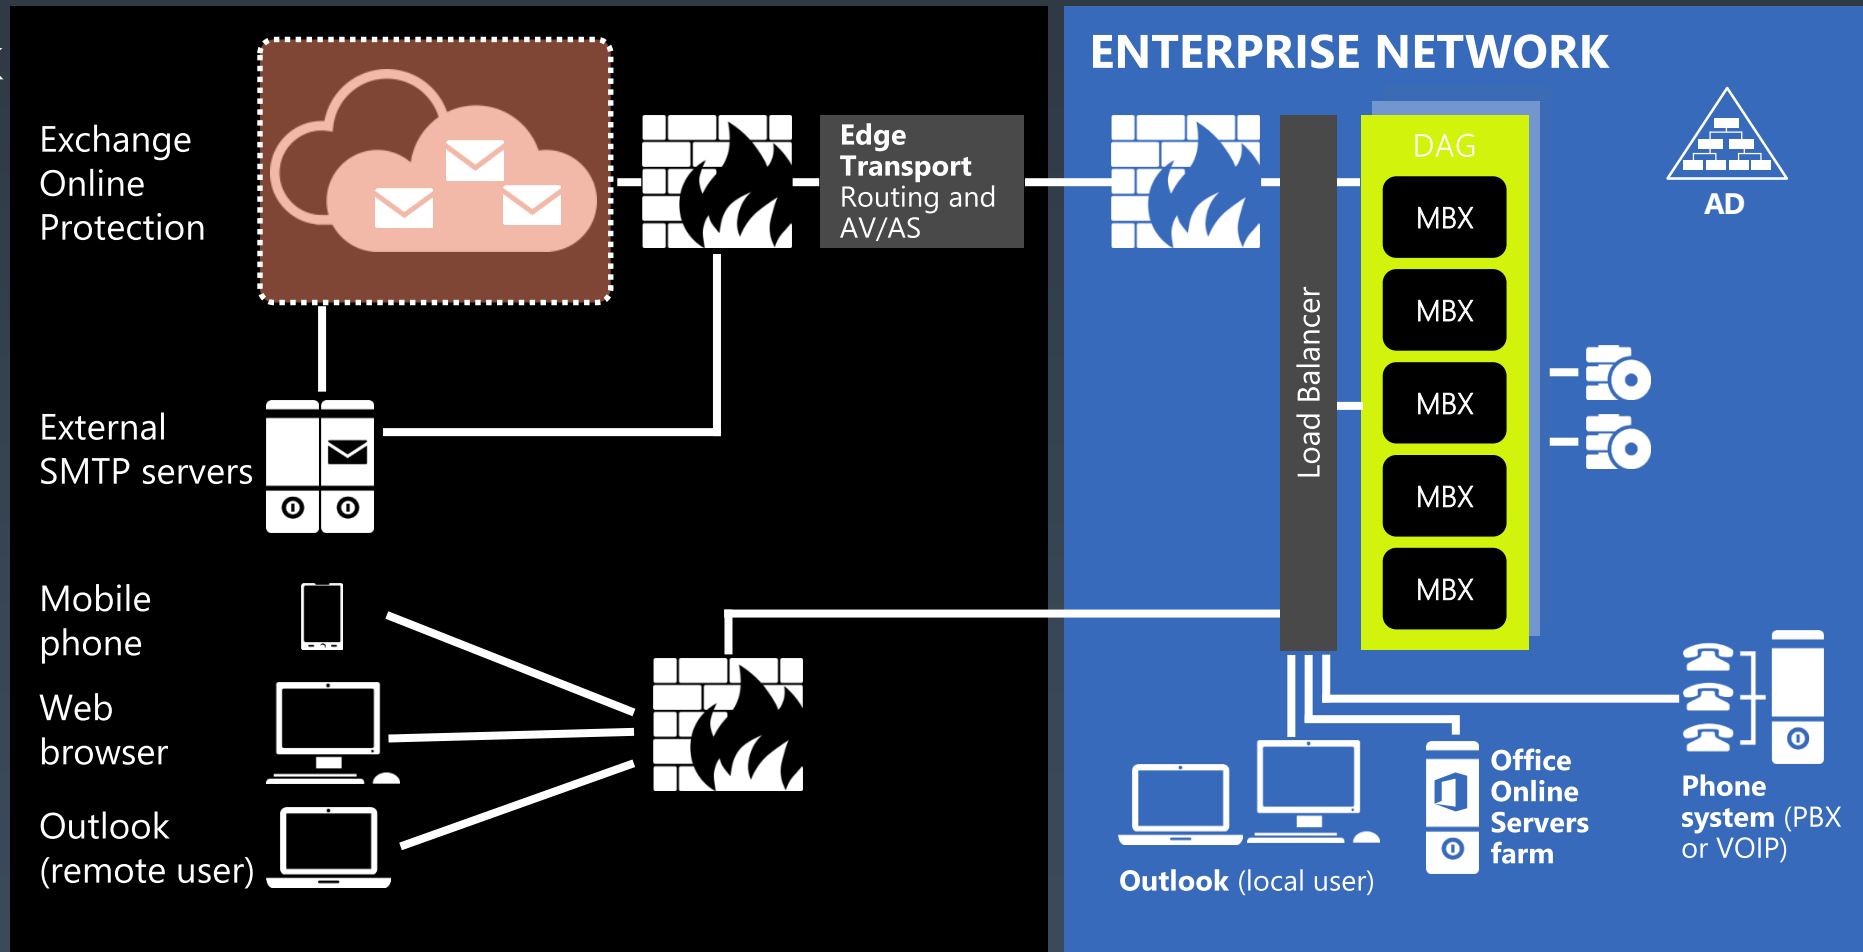 ENTERPRISE NETWORK
Exchange
Online
Protection
Edge
Transport
Routing and
AV/AS
DAG
MBX
MBX
MBX
MBX
MBX
AD
Load Balancer
External
SMTP servers
Mobile
phone
Web
browser
Outlook
(remote user)
Outlook (local user)
Office
Online
Servers
farm
Phone
system (PBX
or VOIP)